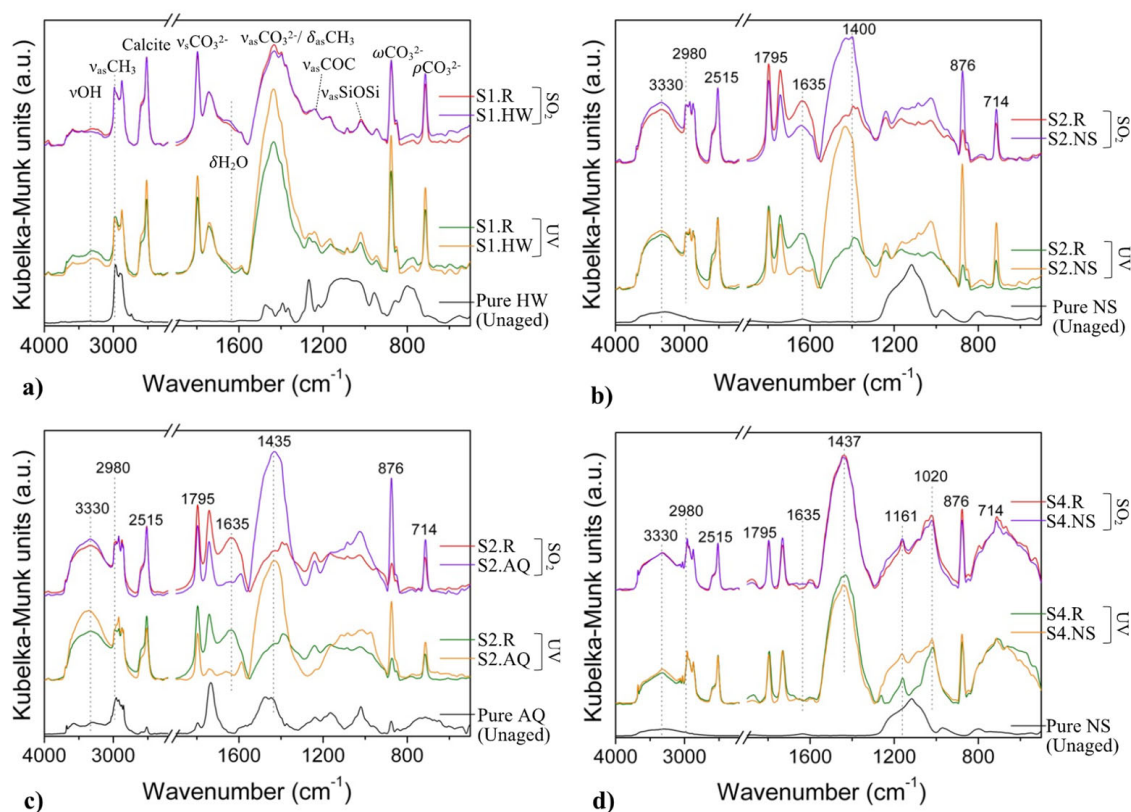 Kubelka-Munk units (a.u.)
νasCO₃²⁻/ δasCH₃
Calcite
νsCO₃²⁻
ωCO₃²⁻
νasCH₃
νasCOC
ρCO₃²⁻
νOH
νasSiOSi
S1.R
S1.HW
SO₂
δH₂O
S1.R
S1.HW
UV
Pure HW
(Unaged)
4000 3000 1600 1200 800
a)
Wavenumber (cm⁻¹)
Kubelka-Munk units (a.u.)
2980 1795 1400
3330 2515 1635 876
714
S2.R
S2.NS
SO₂
S2.R
S2.NS
UV
Pure NS
(Unaged)
4000 3000 1600 1200 800
b)
Wavenumber (cm⁻¹)
Kubelka-Munk units (a.u.)
1435
2980
876
3330 2515 1795 1635
714
S2.R
S2.AQ
SO₂
S2.R
S2.AQ
UV
Pure AQ
(Unaged)
4000 3000 1600 1200 800
c)
Wavenumber (cm⁻¹)
Kubelka-Munk units (a.u.)
1437
2980 1020
3330 2515 1795 1635 1161 876 714
S4.R
S4.NS
SO₂
S4.R
S4.NS
UV
Pure NS
(Unaged)
4000 3000 1600 1200 800
d)
Wavenumber (cm⁻¹)